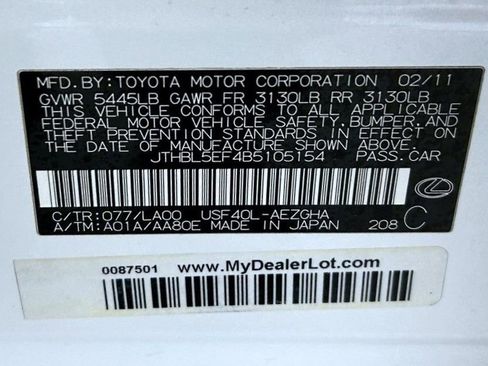 MFD. BY: TOYOTA MOTOR CORPORATION 02/11
GVWR 5445LB GAWR FR 3130LB RR 3130LB
THIS VEHICLE CONFORMS TO ALL APPLICABLE
FEDERAL MOTOR VEHICLE SAFETY, BUMPER, AND
THEFT PREVENTION STANDARDS IN EFFECT ON
THE DATE OF MANUFACTURE SHOWN ABOVE.
JTHBL5EF4B5105154 PASS. CAR
C/TR: 077/LA00 USF40L-AEZGHA
A/TM: A01A/AA80E MADE IN JAPAN 208 C
0087501 www.MyDealerLot.com